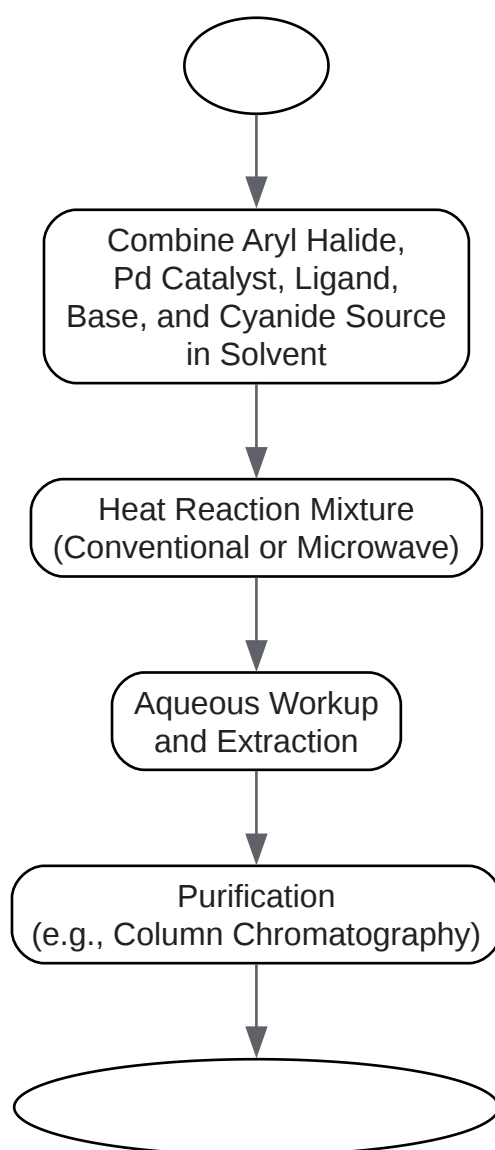 Combine Aryl Halide,
Pd Catalyst, Ligand,
Base, and Cyanide Source
in Solvent
Heat Reaction Mixture
(Conventional or Microwave)
Aqueous Workup
and Extraction
Purification
(e.g., Column Chromatography)